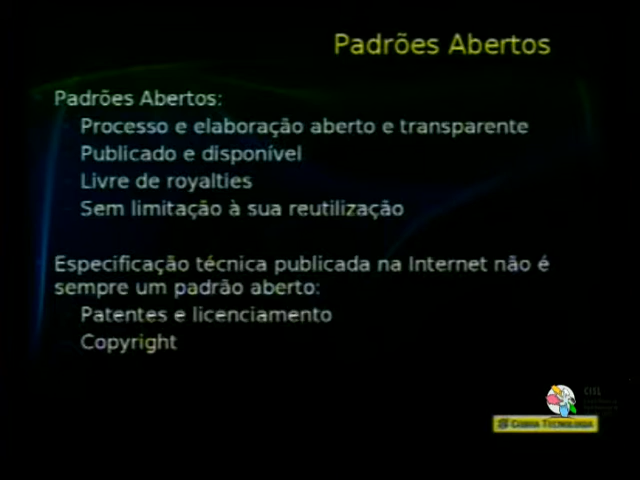 Padrões Abertos
Padrões Abertos:
Processo e elaboração aberto e transparente
Publicado e disponível
Livre de royalties
Sem limitação à sua reutilização
Especificação técnica publicada na Internet não é
sempre um padrão aberto:
Patentes e licenciamento
Copyright
CISL
Cobra Tecnologia